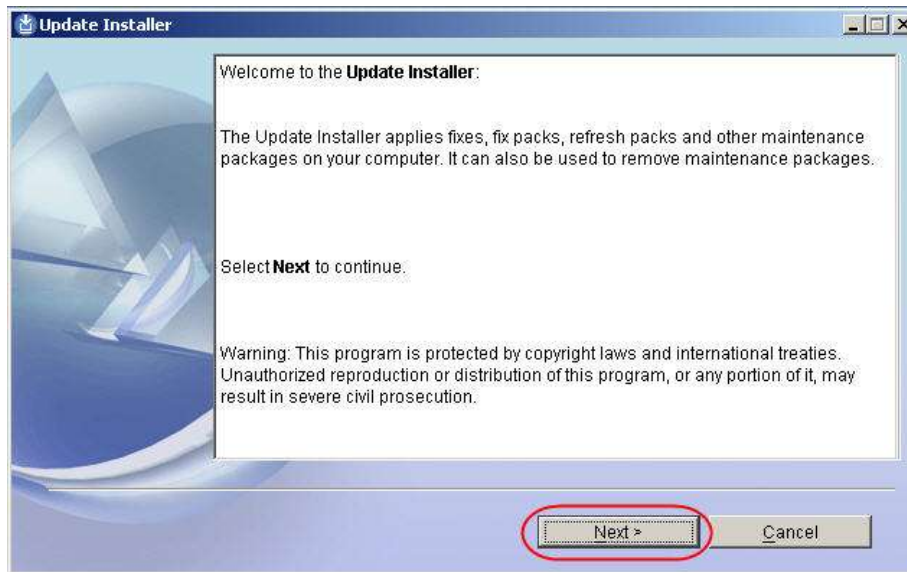 Update Installer
Welcome to the Update Installer:
The Update Installer applies fixes, fix packs, refresh packs and other maintenance
packages on your computer. It can also be used to remove maintenance packages.
Select Next to continue.
Warning: This program is protected by copyright laws and international treaties.
Unauthorized reproduction or distribution of this program, or any portion of it, may
result in severe civil prosecution.
Next >
Cancel